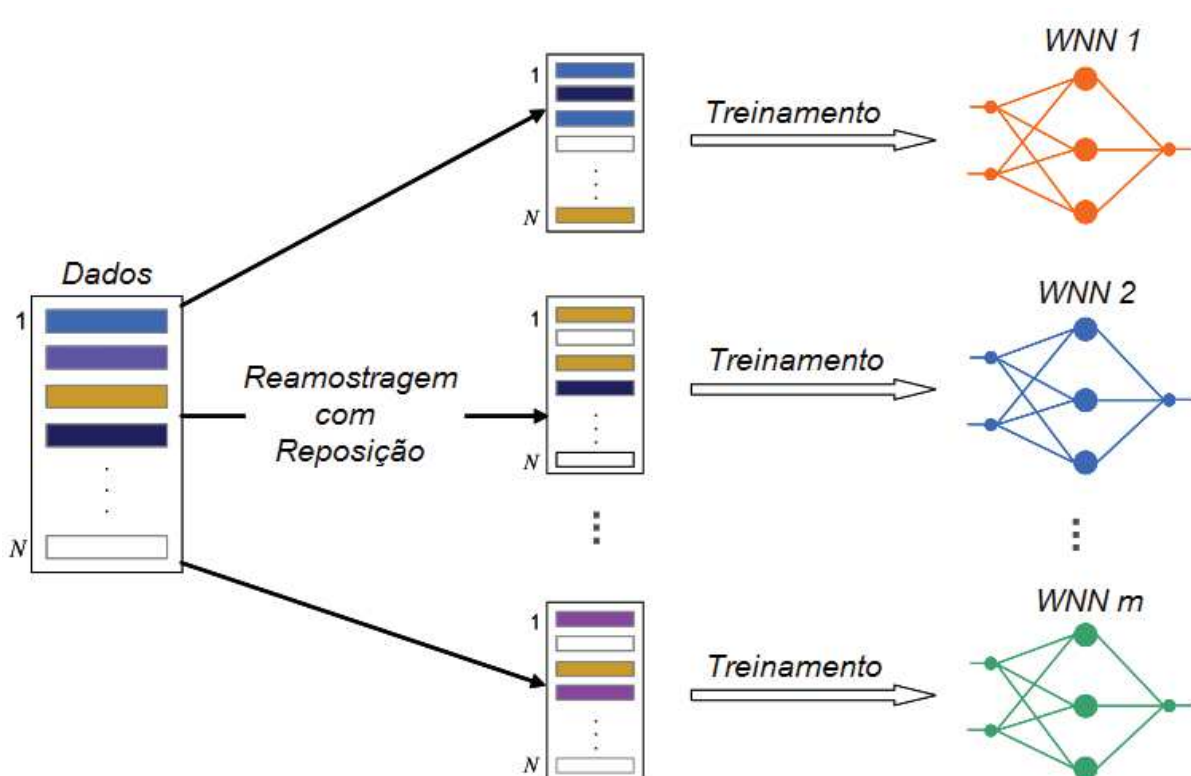 WNN 1
1
Treinamento
N
Dados
1
Reamostragem
com
Reposição
N
WNN 2
1
Treinamento
N
WNN m
1
Treinamento
N